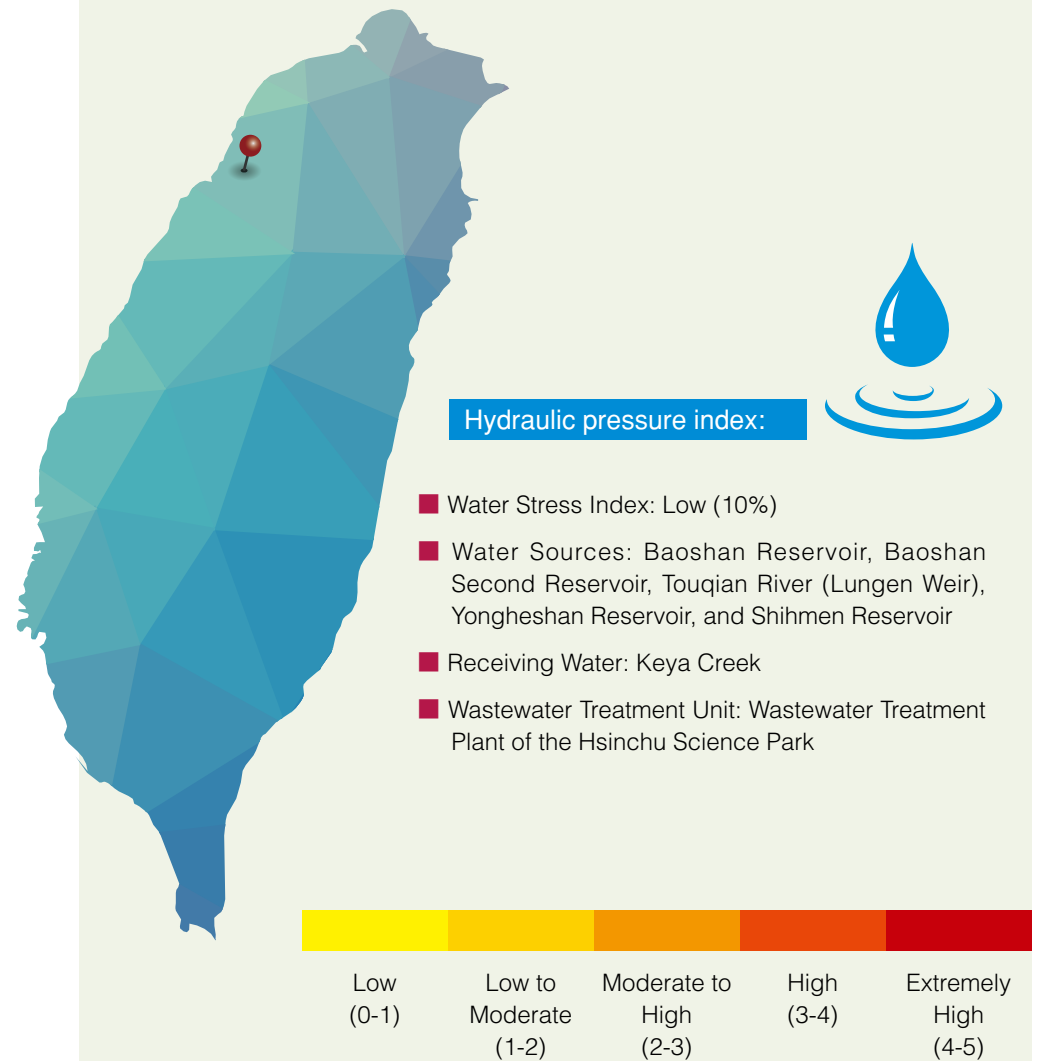 Hydraulic pressure index:
Water Stress Index: Low (10%)
Water Sources: Baoshan Reservoir, Baoshan
Second Reservoir, Touqian River (Lungen Weir),
Yongheshan Reservoir, and Shihmen Reservoir
Receiving Water: Keya Creek
Wastewater Treatment Unit: Wastewater Treatment
Plant of the Hsinchu Science Park
Low
(0-1)
Low to
Moderate
(1-2)
Moderate to
High
(2-3)
High
(3-4)
Extremely
High
(4-5)